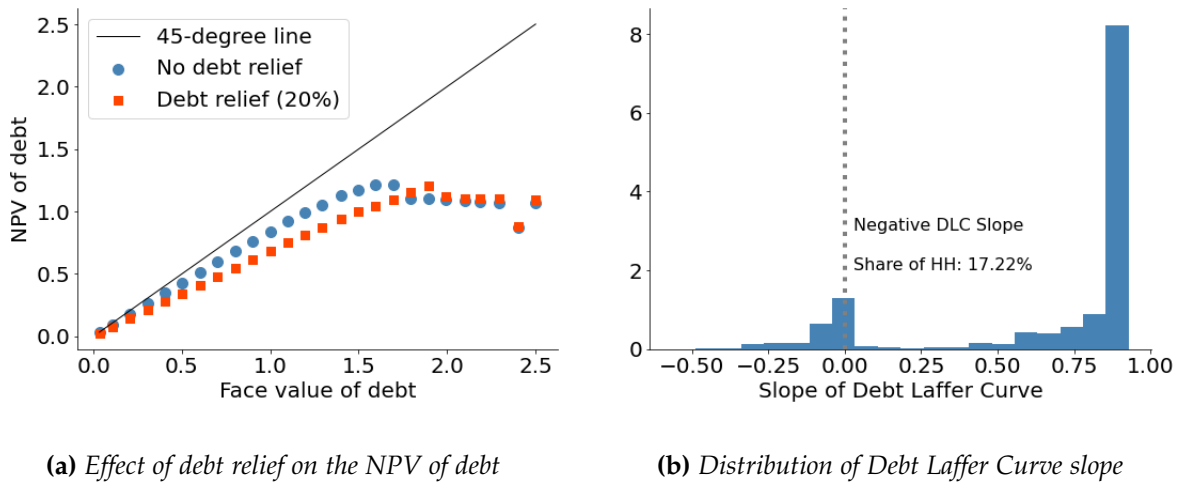 2.5
2.0
1.5
1.0
0.5
0.0
NPV of debt
45-degree line
No debt relief
Debt relief (20%)
0.0 0.5 1.0 1.5 2.0 2.5
Face value of debt
8
6
4
2
0
Negative DLC Slope
Share of HH: 17.22%
−0.50 −0.25 0.00 0.25 0.50 0.75 1.00
Slope of Debt Laffer Curve
(a) Effect of debt relief on the NPV of debt
(b) Distribution of Debt Laffer Curve slope